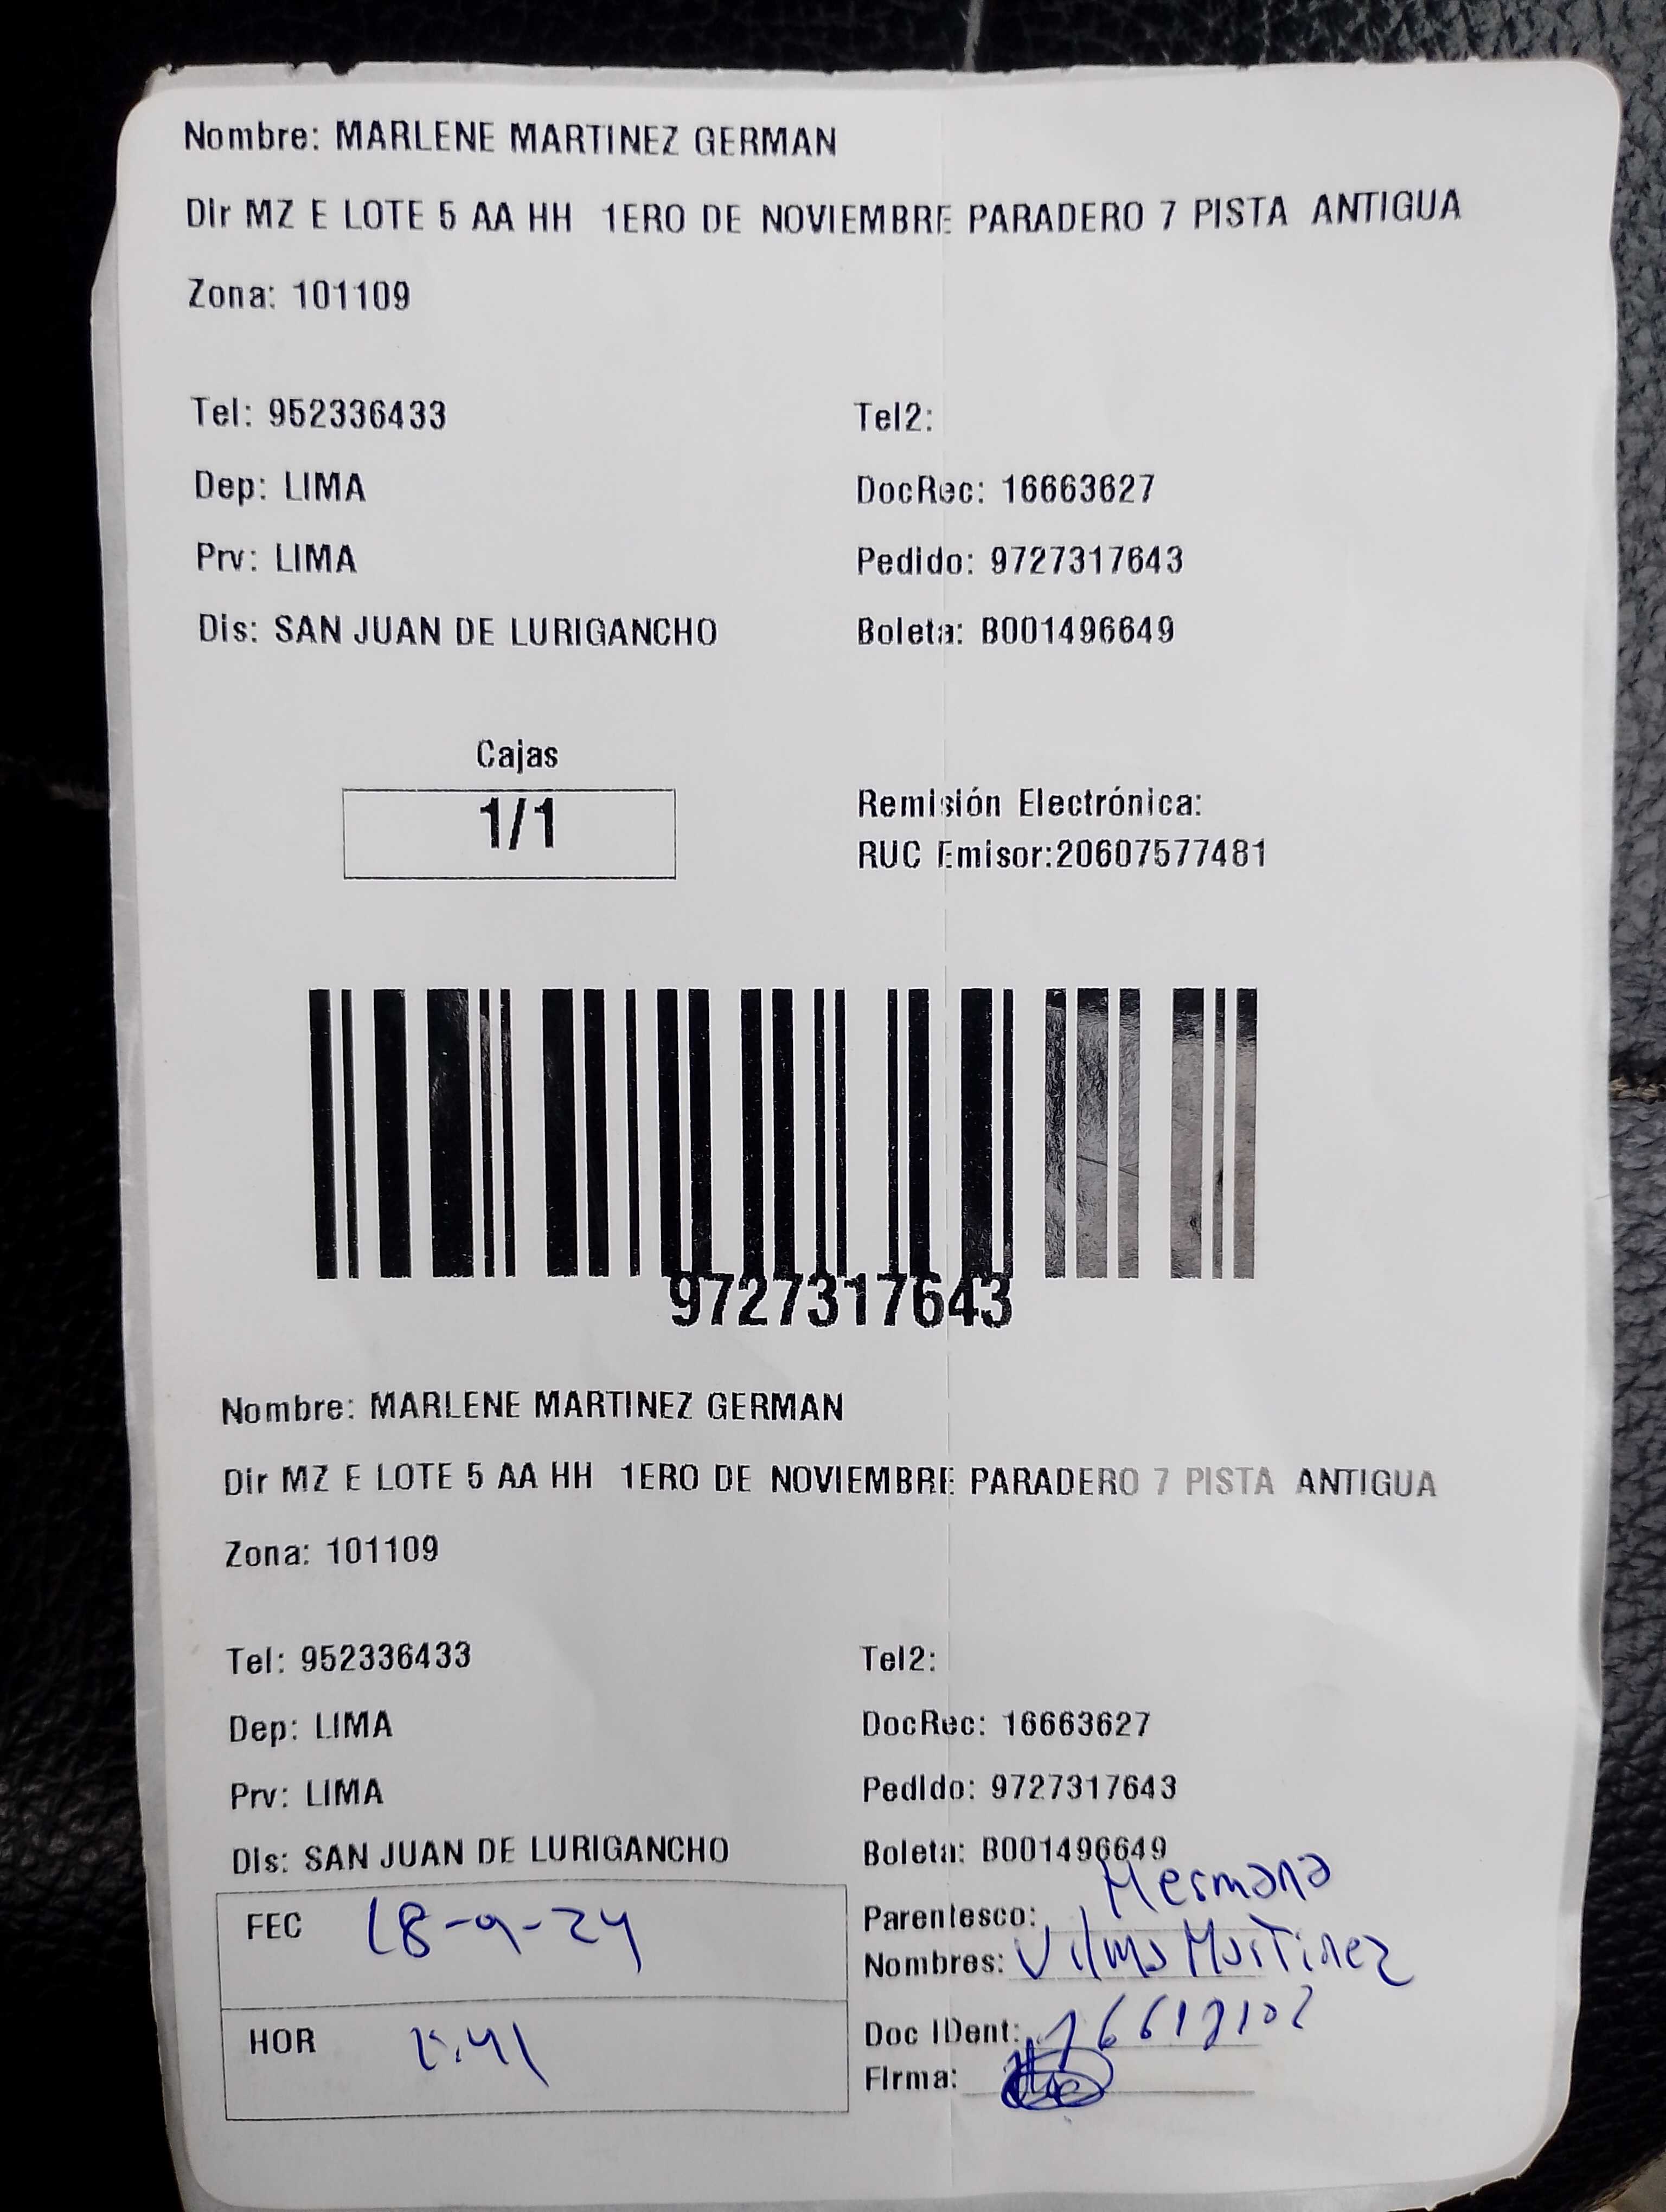 Nombre: MARLENE MARTINEZ GERMAN
Dir MZ E LOTE 5 AA HH 1ERO DE NOVIEMBRE PARADERO 7 PISTA ANTIGUA
Zona: 101109
Tel: 952336433 Tel2:
Dep: LIMA DocRec: 16663627
Prv: LIMA Pedido: 9727317643
Dis: SAN JUAN DE LURIGANCHO Boleta: B001496649
Cajas
1/1
Remisión Electrónica:
RUC Emisor:20607577481
9727317643
Nombre: MARLENE MARTINEZ GERMAN
Dir MZ E LOTE 5 AA HH 1ERO DE NOVIEMBRE PARADERO 7 PISTA ANTIGUA
Zona: 101109
Tel: 952336433 Tel2:
Dep: LIMA DocRec: 16663627
Prv: LIMA Pedido: 9727317643
Dis: SAN JUAN DE LURIGANCHO Boleta: B001496649
FEC 18-9-24
Parentesco: Hermana
Nombres: Vilma Martinez
HOR
Doc IDent:
Firma: